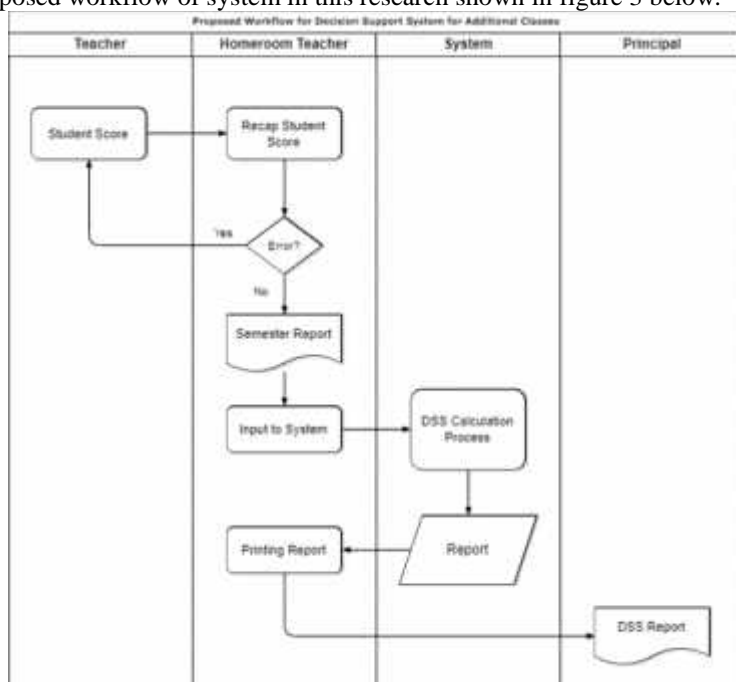 posed workflow of system in this research shown in figure 3 below.
Proposed Workflow for Decision Support System for Additional Classes
Teacher
Homeroom Teacher
System
Principal
Student Score
Recap Student
Score
Yes
Error?
No
Semester Report
Input to System
DSS Calculation
Process
Printing Report
Report
DSS Report